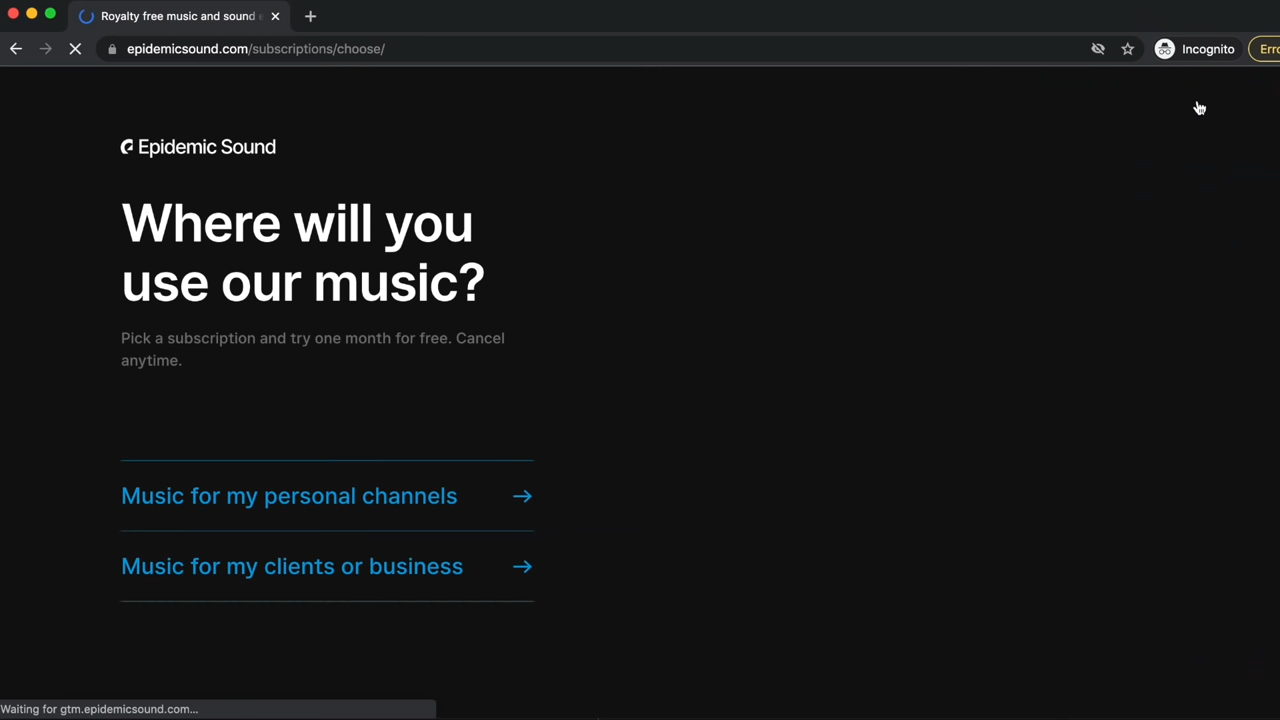 Royalty free music and sound
epidemicsound.com/subscriptions/choose/
Incognito
Erro
Epidemic Sound
Where will you
use our music?
Pick a subscription and try one month for free. Cancel
anytime.
Music for my personal channels
Music for my clients or business
Waiting for gtm.epidemicsound.com...